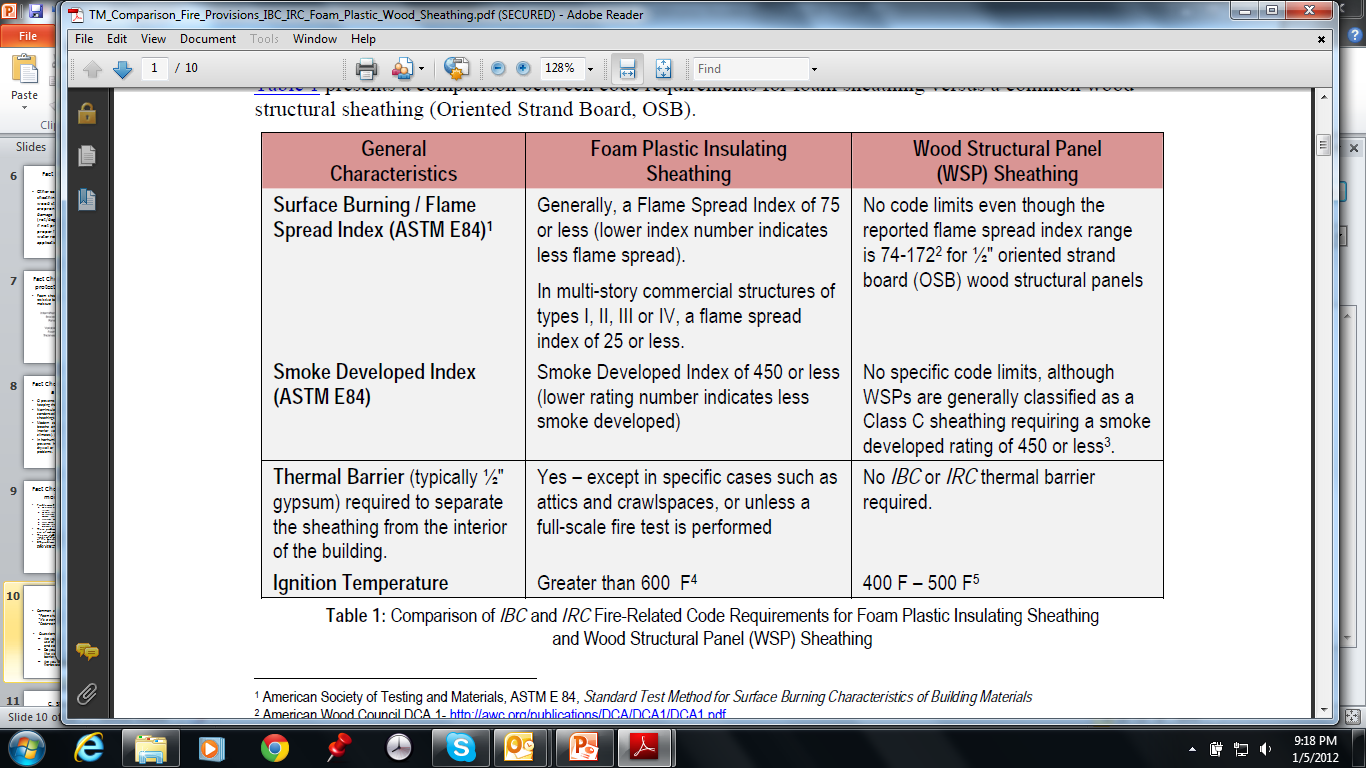 TM_Comparison_Fire_Provisions_IBC_IRC_Foam_Plastic_Wood_Sheathing.pdf (SECURED) - Adobe Reader
File
File Edit View Document Tools Window Help
Paste
1 / 10
128%
Find
Slides
6
7
8
9
10
11
Slide 10 of
Table 1 presents a comparison between code requirements for foam sheathing versus a common wood
structural sheathing (Oriented Strand Board, OSB).
General
Characteristics
Foam Plastic Insulating
Sheathing
Wood Structural Panel
(WSP) Sheathing
Surface Burning / Flame
Spread Index (ASTM E84)¹
Generally, a Flame Spread Index of 75
or less (lower index number indicates
less flame spread).
In multi-story commercial structures of
types I, II, III or IV, a flame spread
index of 25 or less.
No code limits even though the
reported flame spread index range
is 74-172² for ½" oriented strand
board (OSB) wood structural panels
Smoke Developed Index
(ASTM E84)
Smoke Developed Index of 450 or less
(lower rating number indicates less
smoke developed)
No specific code limits, although
WSPs are generally classified as a
Class C sheathing requiring a smoke
developed rating of 450 or less³.
Thermal Barrier (typically ½"
gypsum) required to separate
the sheathing from the interior
of the building.
Yes – except in specific cases such as
attics and crawlspaces, or unless a
full-scale fire test is performed
No IBC or IRC thermal barrier
required.
Ignition Temperature
Greater than 600 F⁴
400 F – 500 F⁵
Table 1: Comparison of IBC and IRC Fire-Related Code Requirements for Foam Plastic Insulating Sheathing
and Wood Structural Panel (WSP) Sheathing
¹ American Society of Testing and Materials, ASTM E 84, Standard Test Method for Surface Burning Characteristics of Building Materials
² American Wood Council DCA 1- http://awc.org/publications/DCA/DCA1/DCA1.pdf
9:18 PM
1/5/2012